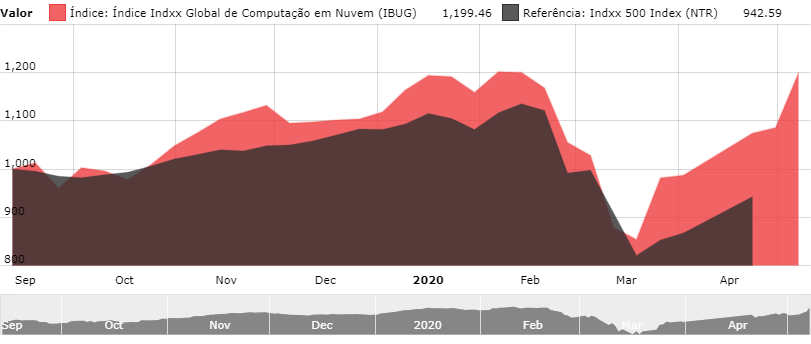 Valor Índice: Índice Indxx Global de Computação em Nuvem (IBUG) 1,199.46 Referência: Indxx 500 Index (NTR) 942.59
1,200
1,100
1,000
900
800
Sep Oct Nov Dec 2020 Feb Mar Apr
Sep Oct Nov Dec 2020 Feb Mar Apr